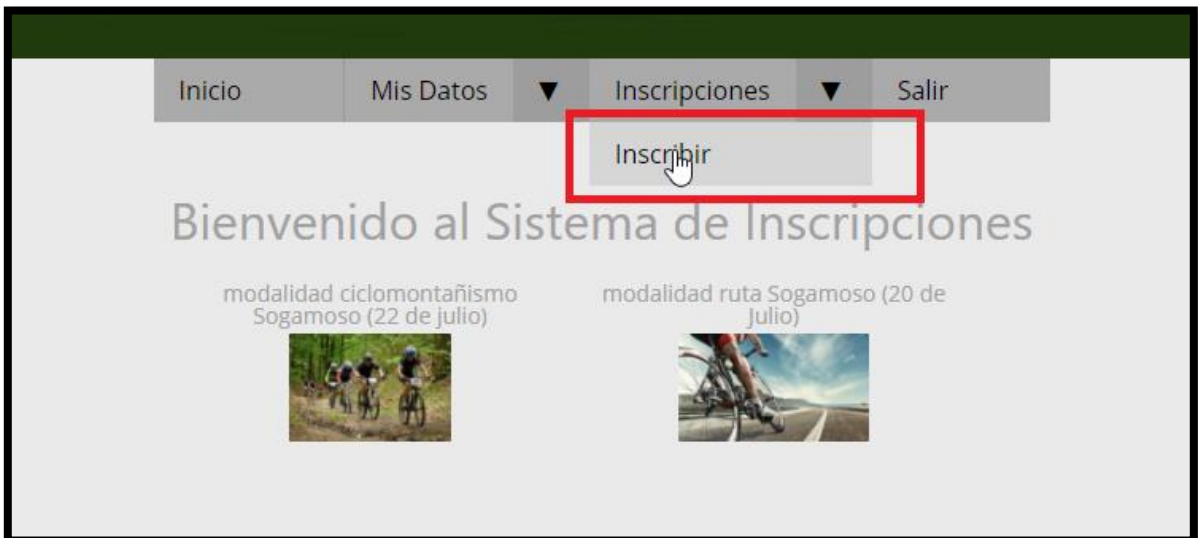 Inicio Mis Datos ▼ Inscripciones ▼ Salir
Inscribir
Bienvenido al Sistema de Inscripciones
modalidad ciclomontañismo
Sogamoso (22 de julio)
modalidad ruta Sogamoso (20 de
Julio)